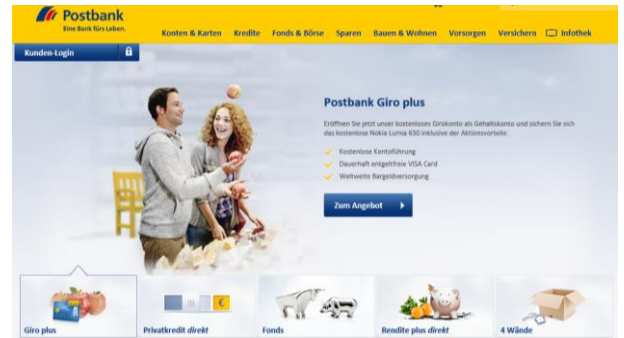 Postbank
Eine Bank fürs Leben.
Konten & Karten Kredite Fonds & Börse Sparen Bauen & Wohnen Vorsorgen Versichern Infothek
Kunden-Login
Postbank Giro plus
Eröffnen Sie jetzt unser kostenloses Girokonto als Gehaltskonto und sichern Sie sich
das kostenlose Nokia Lumia 630 inklusive der Aktionsvorteile:
Kostenlose Kontoführung
Dauerhaft entgeltfreie VISA Card
Weltweite Bargeldversorgung
Zum Angebot
€
Giro plus Privatkredit direkt Fonds Rendite plus direkt 4 Wände